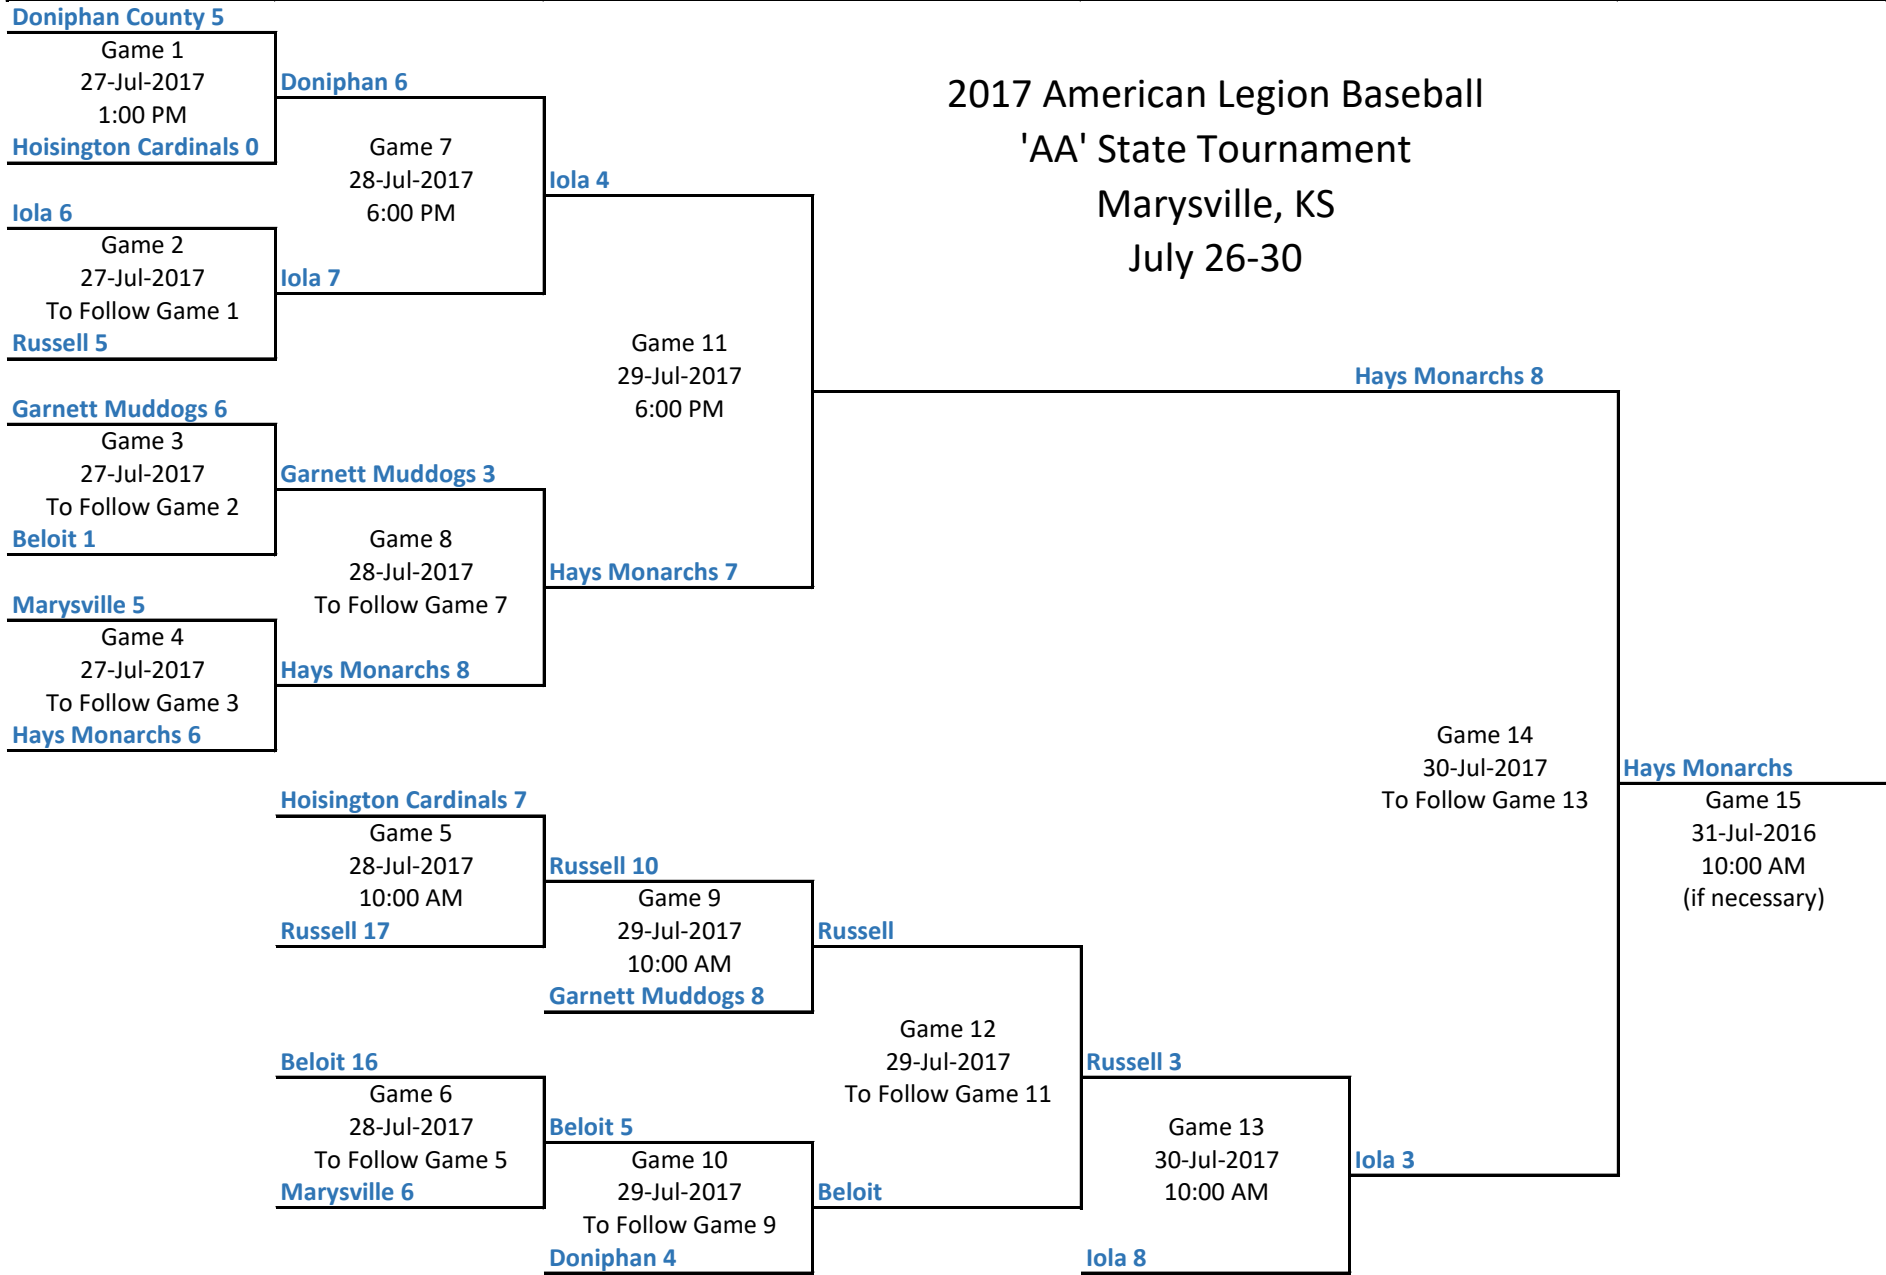 Doniphan County 5
Game 1
27-Jul-2017
1:00 PM
Hoisington Cardinals 0
Iola 6
Game 2
27-Jul-2017
To Follow Game 1
Russell 5
Garnett Muddogs 6
Game 3
27-Jul-2017
To Follow Game 2
Beloit 1
Marysville 5
Game 4
27-Jul-2017
To Follow Game 3
Hays Monarchs 6
Doniphan 6
Game 7
28-Jul-2017
6:00 PM
Iola 7
Garnett Muddogs 3
Game 8
28-Jul-2017
To Follow Game 7
Hays Monarchs 8
Hoisington Cardinals 7
Game 5
28-Jul-2017
10:00 AM
Russell 17
Beloit 16
Game 6
28-Jul-2017
To Follow Game 5
Marysville 6
Iola 4
Game 11
29-Jul-2017
6:00 PM
Hays Monarchs 7
Russell 10
Game 9
29-Jul-2017
10:00 AM
Garnett Muddogs 8
Beloit 5
Game 10
29-Jul-2017
To Follow Game 9
Doniphan 4
2017 American Legion Baseball
'AA' State Tournament
Marysville, KS
July 26-30
Russell
Game 12
29-Jul-2017
To Follow Game 11
Beloit
Russell 3
Game 13
30-Jul-2017
10:00 AM
Iola 8
Hays Monarchs 8
Game 14
30-Jul-2017
To Follow Game 13
Iola 3
Hays Monarchs
Game 15
31-Jul-2016
10:00 AM
(if necessary)